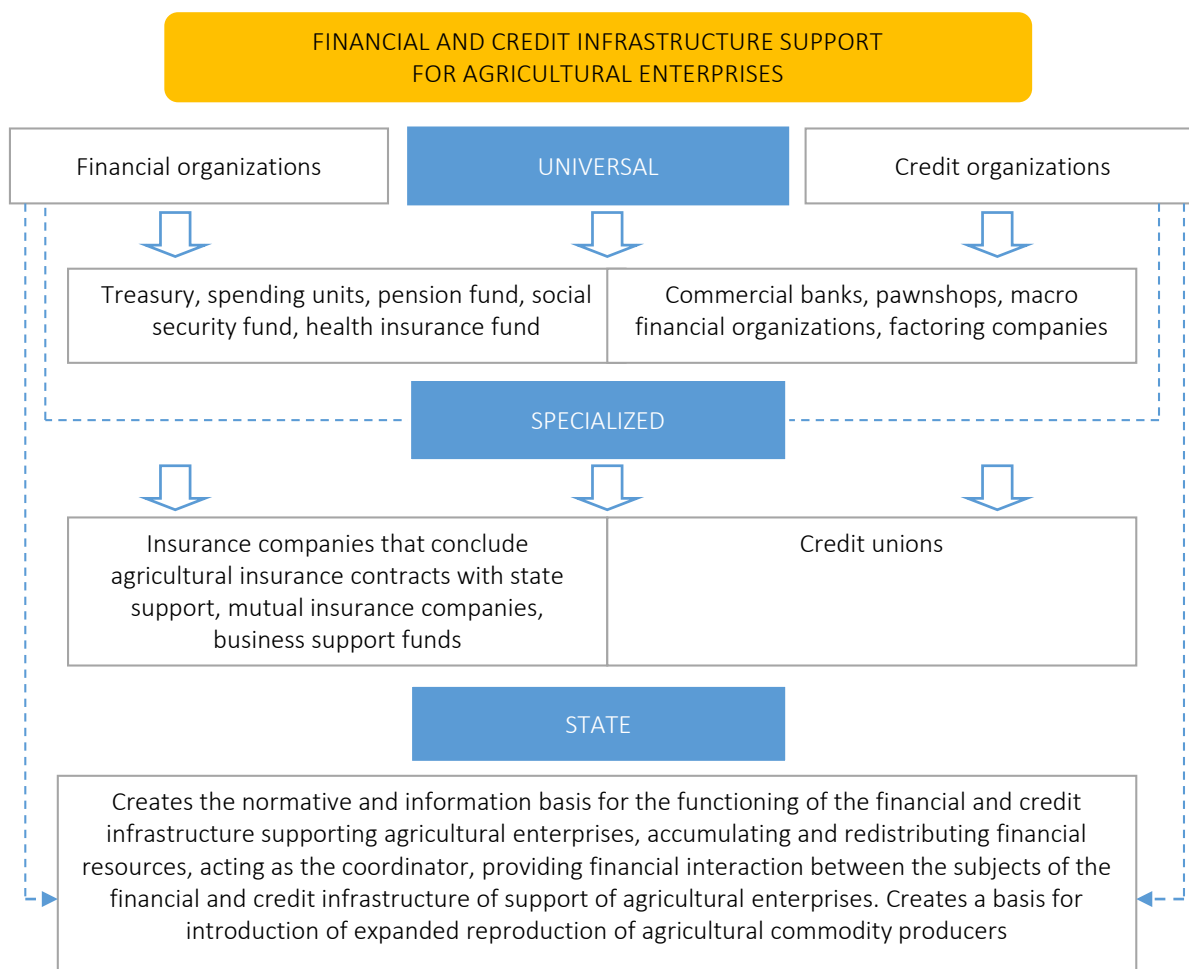 FINANCIAL AND CREDIT INFRASTRUCTURE SUPPORT
FOR AGRICULTURAL ENTERPRISES
Financial organizations
UNIVERSAL
Credit organizations
Treasury, spending units, pension fund, social
security fund, health insurance fund
Commercial banks, pawnshops, macro
financial organizations, factoring companies
SPECIALIZED
Insurance companies that conclude
agricultural insurance contracts with state
support, mutual insurance companies,
business support funds
Credit unions
STATE
Creates the normative and information basis for the functioning of the financial and credit
infrastructure supporting agricultural enterprises, accumulating and redistributing financial
resources, acting as the coordinator, providing financial interaction between the subjects of the
financial and credit infrastructure of support of agricultural enterprises. Creates a basis for
introduction of expanded reproduction of agricultural commodity producers